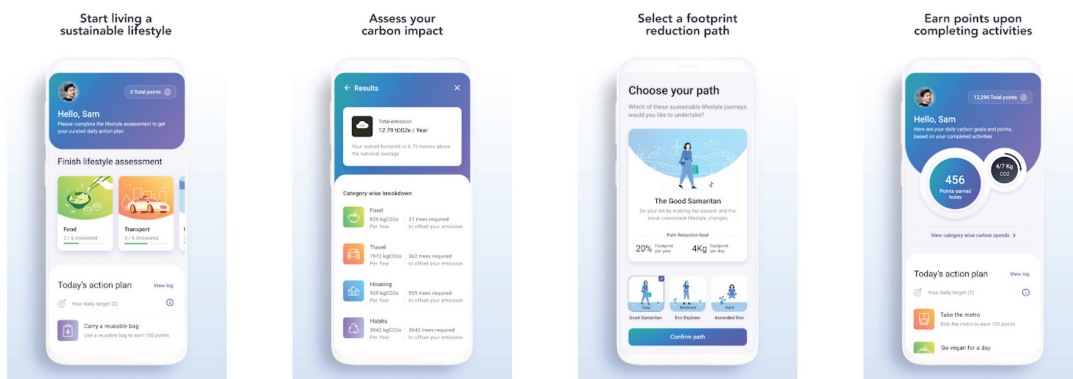 Start living a
sustainable lifestyle
0 Total points
Hello, Sam
Please complete the lifestyle assessment to get
your curated daily action plan
Finish lifestyle assessment
Food
2 / 6 Answered
Transport
2 / 6 Answered
Today's action plan
View log
Your daily target (2)
Carry a reusable bag
Use a reusable bag to earn 100 points
Assess your
carbon impact
← Results
×
Total emission
12.79 tCO2e / Year
Your overall footprint is 4.79 tonnes above
the national average
Category wise breakdown
Food
820 kgCO2e 37 trees required
Per Year to offset your emission
Travel
7972 kgCO2e 362 trees required
Per Year to offset your emission
Housing
959 kgCO2e 959 trees required
Per Year to offset your emission
Habits
3042 kgCO2e 3042 trees required
Per Year to offset your emission
Select a footprint
reduction path
Choose your path
Which of these sustainable lifestyle journeys
would you like to undertake?
The Good Samaritan
Do your bit by making the easiest and the
most convenient lifestyle changes
Path Reduction Goal
20% Footprint per year 4Kg Footprint per day
Easy
Moderate
Hard
Good Samaritan
Eco Explorer
Ascended One
Confirm path
Earn points upon
completing activities
12,290 Total points
Hello, Sam
Here are your daily carbon goals and points,
based on your completed activities
456
Points earned
today
4/7 Kg
CO2
View category wise carbon spends >
Today's action plan
View log
Your daily target (2)
Take the metro
Ride the metro to earn 120 points
Go vegan for a day